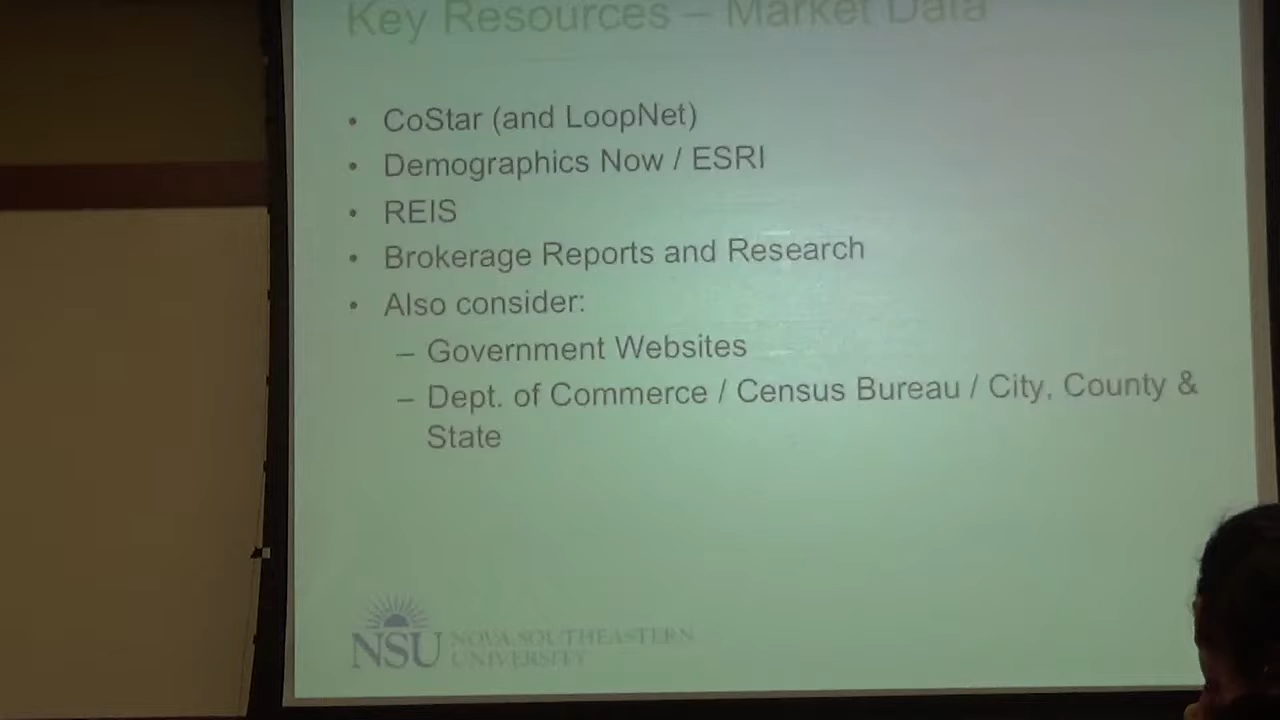 Key Resources – Market Data
• CoStar (and LoopNet)
• Demographics Now / ESRI
• REIS
• Brokerage Reports and Research
• Also consider:
– Government Websites
– Dept. of Commerce / Census Bureau / City, County &
State
NSU NOVA SOUTHEASTERN
UNIVERSITY